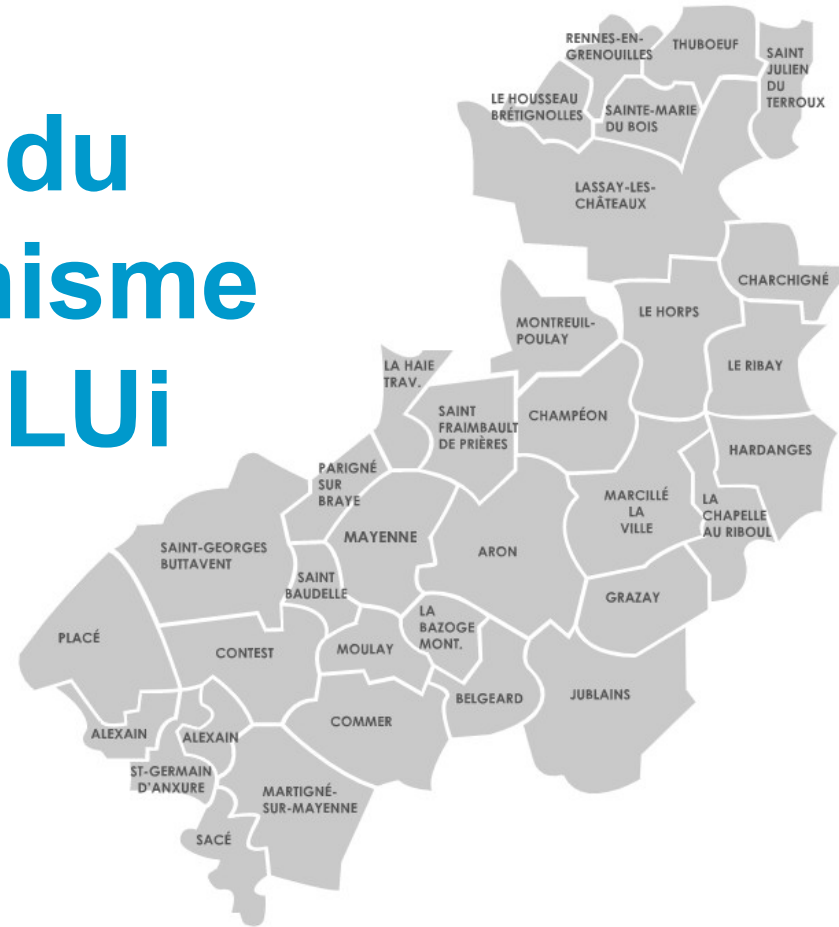 du
nisme
LUi
RENNES-EN-
GRENOUILLES
THUBOEUF
SAINT
JULIEN
DU
TERROUX
LE HOUSSEAU
BRÉTIGNOLLES
SAINTE-MARIE
DU BOIS
LASSAY-LES-
CHÂTEAUX
CHARCHIGNÉ
MONTREUIL-
POULAY
LE HORPS
LE RIBAY
LA HAIE
TRAV.
SAINT
FRAIMBAULT
DE PRIÈRES
CHAMPÉON
HARDANGES
PARIGNÉ
SUR
BRAYE
MARCILLÉ
LA
VILLE
LA
CHAPELLE
AU RIBOUL
MAYENNE
ARON
SAINT-GEORGES
BUTTAVENT
SAINT
BAUDELLE
GRAZAY
LA
BAZOGE
MONT.
PLACÉ
CONTEST
MOULAY
BELGEARD
JUBLAINS
COMMER
ALEXAIN
ALEXAIN
ST-GERMAIN
D'ANXURE
MARTIGNÉ-
SUR-MAYENNE
SACÉ